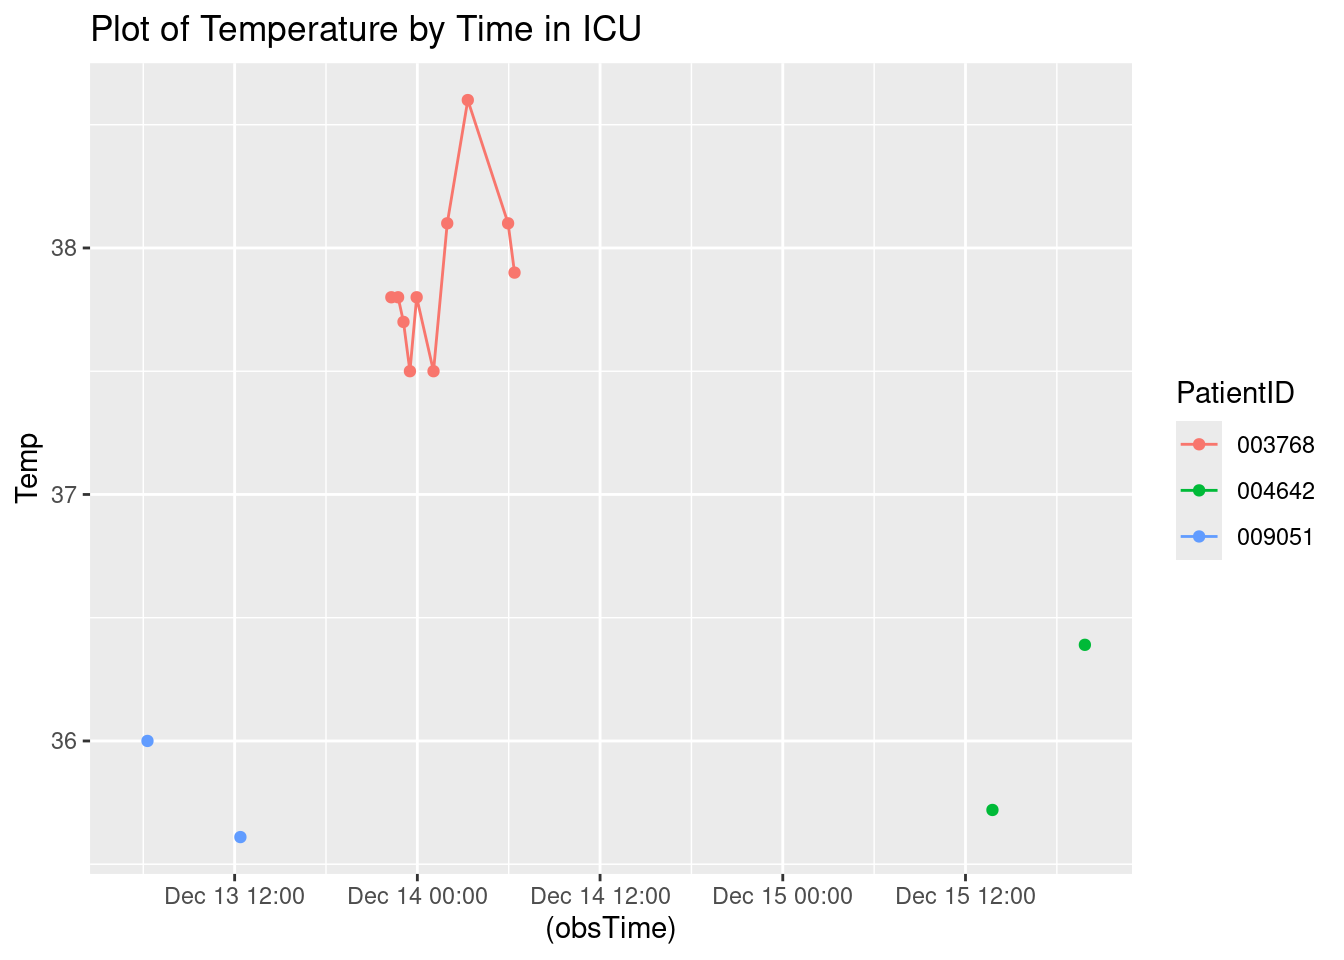 Plot of Temperature by Time in ICU
Temp
38
37
36
Dec 13 12:00
Dec 14 00:00
Dec 14 12:00
Dec 15 00:00
Dec 15 12:00
(obsTime)
PatientID
003768
004642
009051